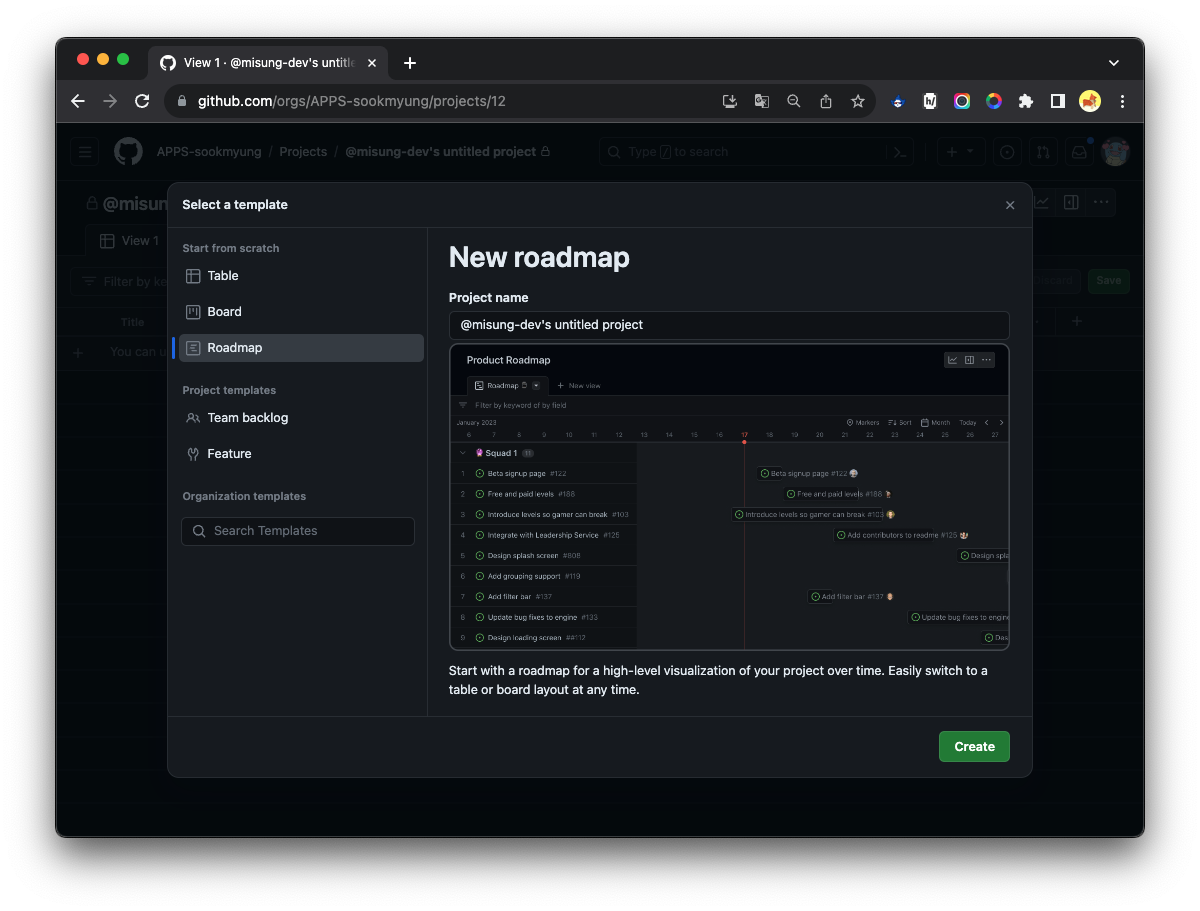 View 1 · @misung-dev's untitle
github.com/orgs/APPS-sookmyung/projects/12
APPS-sookmyung / Projects / @misung-dev's untitled project
Type / to search
@misun
View 1
Filter by ke
Discard
Save
Title
You can u
Select a template
Start from scratch
Table
Board
Roadmap
Project templates
Team backlog
Feature
Organization templates
Search Templates
New roadmap
Project name
@misung-dev's untitled project
Product Roadmap
Roadmap
New view
Filter by keyword of by field
January 2023
Markers Sort Month Today
6 7 8 9 10 11 12 13 14 15 16 17 18 19 20 21 22 23 24 25 26 27
Squad 1 11
1 Beta signup page #122 Beta signup page #122
2 Free and paid levels #188 Free and paid levels #188
3 Introduce levels so gamer can break #103 Introduce levels so gamer can break #103
4 Integrate with Leadership Service #125 Add contributors to readme #125
5 Design splash screen #808 Design spla
6 Add grouping support #119
7 Add filter bar #137 Add filter bar #137
8 Update bug fixes to engine #133 Update bug fixes to engin
9 Design loading screen ##112 Des
Start with a roadmap for a high-level visualization of your project over time. Easily switch to a
table or board layout at any time.
Create